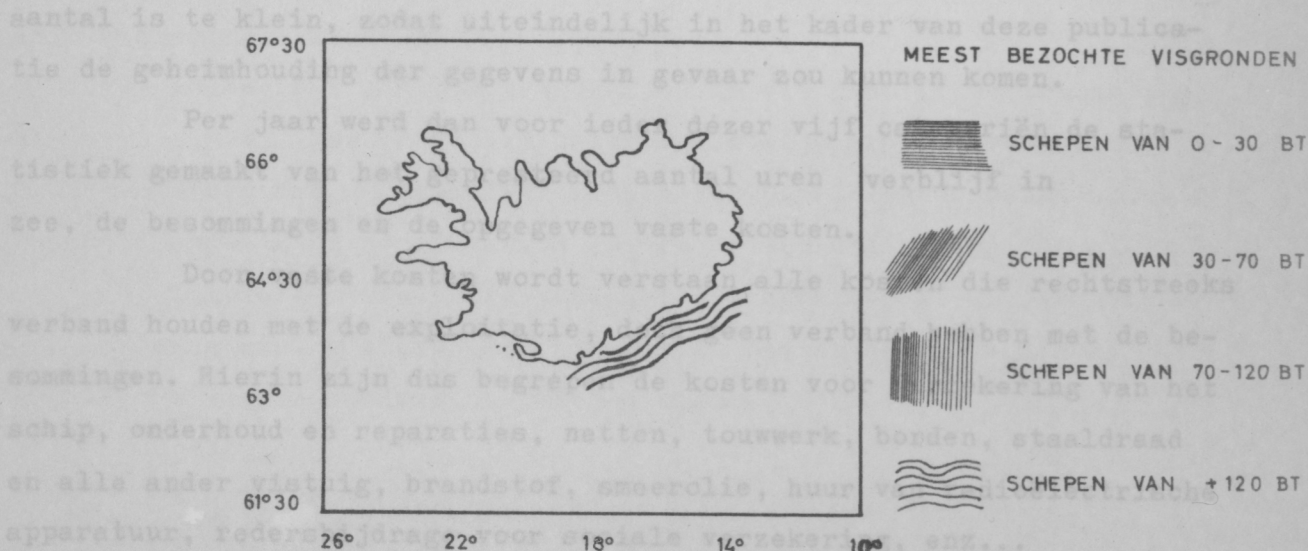 aantal is te klein, zodat uiteindelijk in het kader van deze publica-
67°30
MEEST BEZOCHTE VISGRONDEN
tie de geheimhouding der gegevens in gevaar zou kunnen komen.
Per jaar werd dan voor ieder dezer vijf de sta-
SCHEPEN VAN 0-30 BT
66°
tistiek gemaakt van het gepresteerd aantal uren verblijf in
zee, de besommingen en de opgegeven vaste kosten.
SCHEPEN VAN 30-70 BT
Door vaste kosten wordt verstaan alle kosten die rechtstreeks
64°30
verband houden met de exploitatie, doch geen verband hebben met de be-
SCHEPEN VAN 70-120 BT
sommingen. Hierin zijn dus begrepen de kosten voor verzekering van het
63°
schip, onderhoud en reparaties, netten, touwwerk, borden, staaldraad
SCHEPEN VAN +120 BT
en alle ander vistuig, brandstof, smeerolie, huur van radioelectrische
61°30
apparatuur, redersbijdrage voor sociale verzekering, enz...
26° 22° 18° 14° 10°